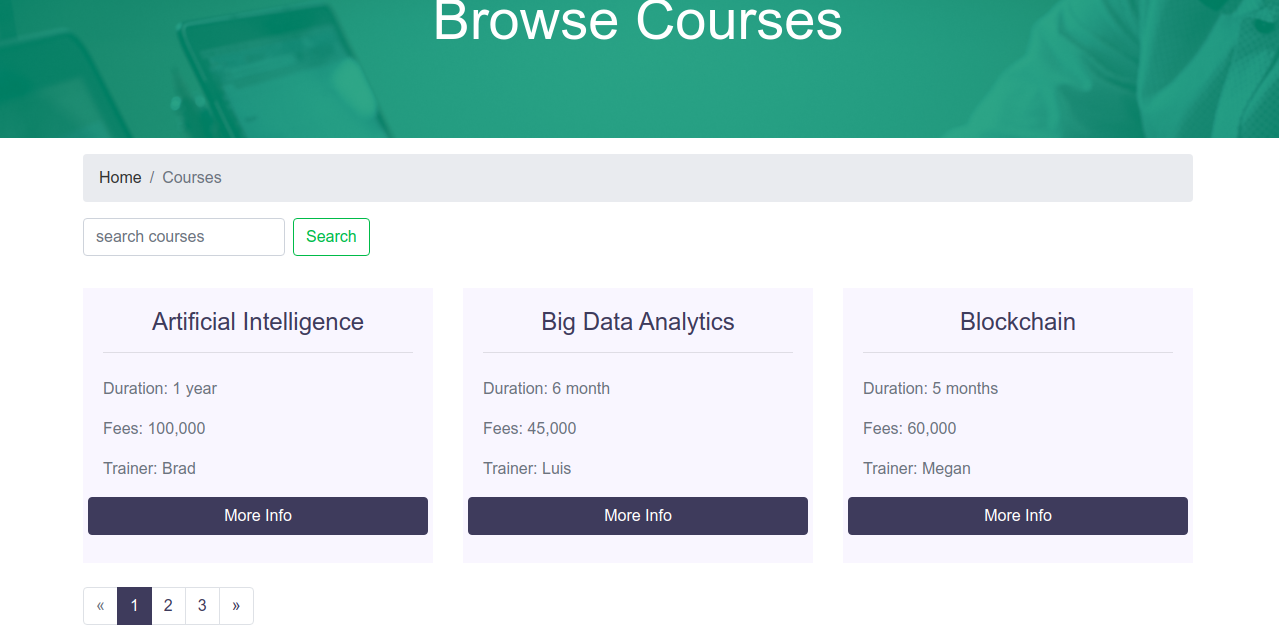 Browse Courses
Home / Courses
search courses Search
Artificial Intelligence
Duration: 1 year
Fees: 100,000
Trainer: Brad
More Info
Big Data Analytics
Duration: 6 month
Fees: 45,000
Trainer: Luis
More Info
Blockchain
Duration: 5 months
Fees: 60,000
Trainer: Megan
More Info
« 1 2 3 »